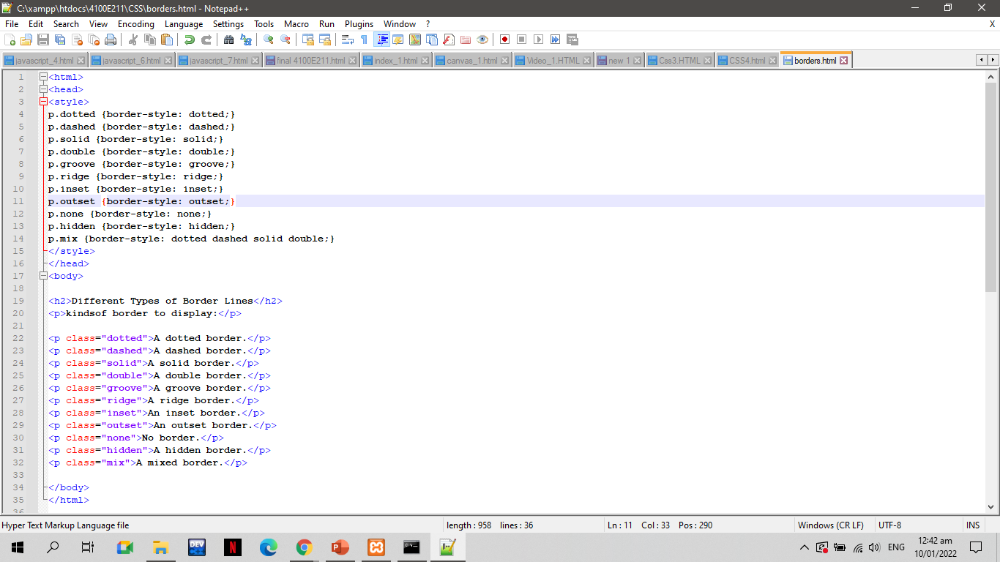 C:\xampp\htdocs\4100E211\CSS\borders.html - Notepad++
File Edit Search View Encoding Language Settings Tools Macro Run Plugins Window ? X
javascript_4.html javascript_6.html javascript_7.html final 4100E211.html index_1.html canvas_1.html Video_1.HTML new 1 Css3.HTML CSS4.html borders.html
1 <html>
2 <head>
3 <style>
4 p.dotted {border-style: dotted;}
5 p.dashed {border-style: dashed;}
6 p.solid {border-style: solid;}
7 p.double {border-style: double;}
8 p.groove {border-style: groove;}
9 p.ridge {border-style: ridge;}
10 p.inset {border-style: inset;}
11 p.outset {border-style: outset;}
12 p.none {border-style: none;}
13 p.hidden {border-style: hidden;}
14 p.mix {border-style: dotted dashed solid double;}
15 </style>
16 </head>
17 <body>
18
19 <h2>Different Types of Border Lines</h2>
20 <p>kindsof border to display:</p>
21
22 <p class="dotted">A dotted border.</p>
23 <p class="dashed">A dashed border.</p>
24 <p class="solid">A solid border.</p>
25 <p class="double">A double border.</p>
26 <p class="groove">A groove border.</p>
27 <p class="ridge">A ridge border.</p>
28 <p class="inset">An inset border.</p>
29 <p class="outset">An outset border.</p>
30 <p class="none">No border.</p>
31 <p class="hidden">A hidden border.</p>
32 <p class="mix">A mixed border.</p>
33
34 </body>
35 </html>
36
Hyper Text Markup Language file length : 958 lines : 36 Ln : 11 Col : 33 Pos : 290 Windows (CR LF) UTF-8 INS
DEV C++ N P ENG 12:42 am
10/01/2022